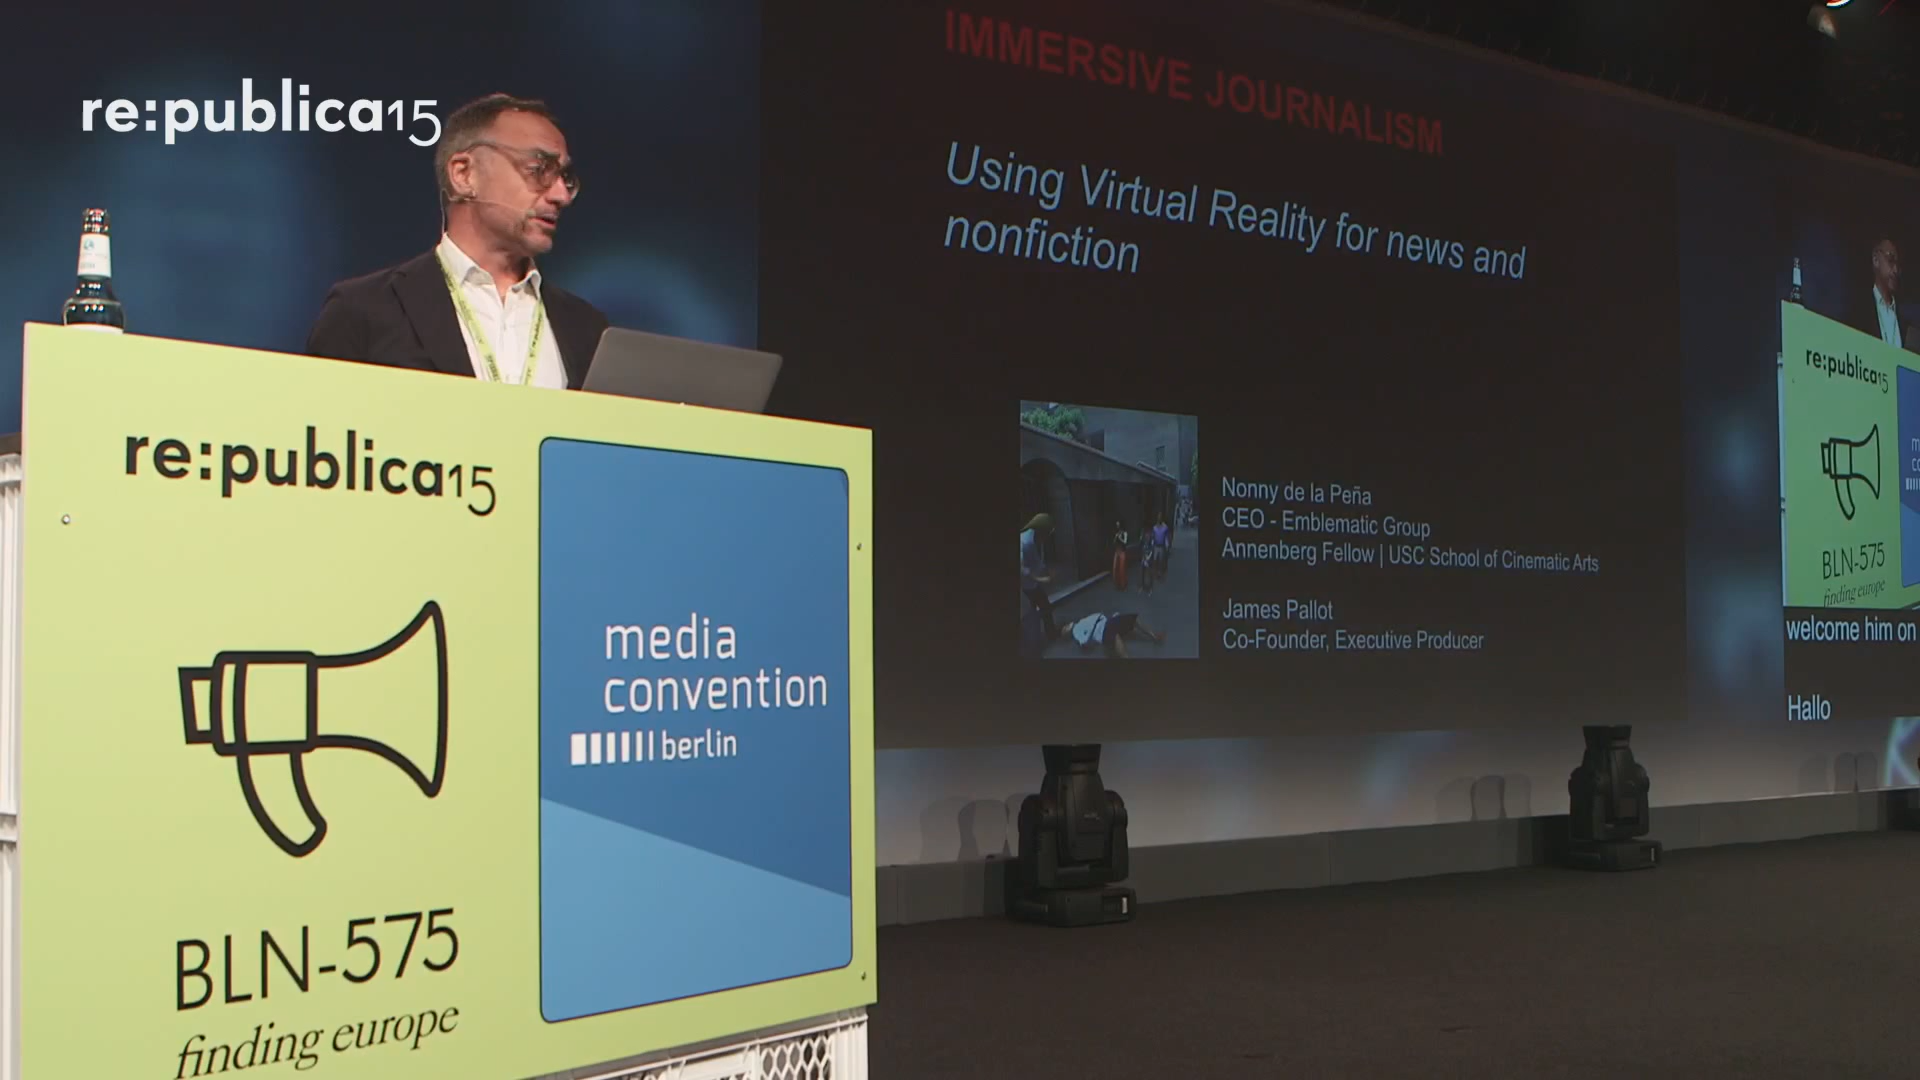 re:publica15
IMMERSIVE JOURNALISM
Using Virtual Reality for news and
nonfiction
Nonny de la Peña
CEO - Emblematic Group
Annenberg Fellow | USC School of Cinematic Arts
James Pallot
Co-Founder, Executive Producer
re:publica15
media
convention
berlin
BLN-575
finding europe
re:publica15
BLN-575
finding europe
welcome him on
Hallo